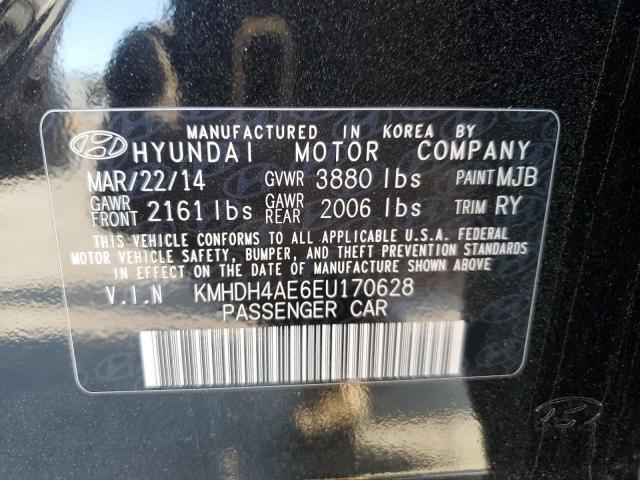 MANUFACTURED IN KOREA BY
HYUNDAI MOTOR COMPANY
MAR/22/14 GVWR 3880 lbs PAINT MJB
GAWR FRONT 2161 lbs GAWR REAR 2006 lbs TRIM RY
THIS VEHICLE CONFORMS TO ALL APPLICABLE U.S.A. FEDERAL
MOTOR VEHICLE SAFETY, BUMPER, AND THEFT PREVENTION STANDARDS
IN EFFECT ON THE DATE OF MANUFACTURE SHOWN ABOVE.
V.I.N KMHDH4AE6EU170628
PASSENGER CAR